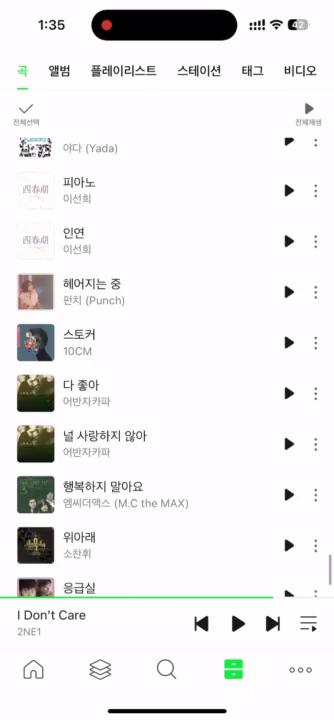 1:35
42
곡 앨범 플레이리스트 스테이션 태그 비디오
전체선택 전체재생
야다 (Yada)
피아노
이선희
인연
이선희
헤어지는 중
펀치 (Punch)
스토커
10CM
다 좋아
어반자카파
널 사랑하지 않아
어반자카파
행복하지 말아요
엠씨더맥스 (M.C the MAX)
위아래
소찬휘
응급실
I Don't Care
2NE1